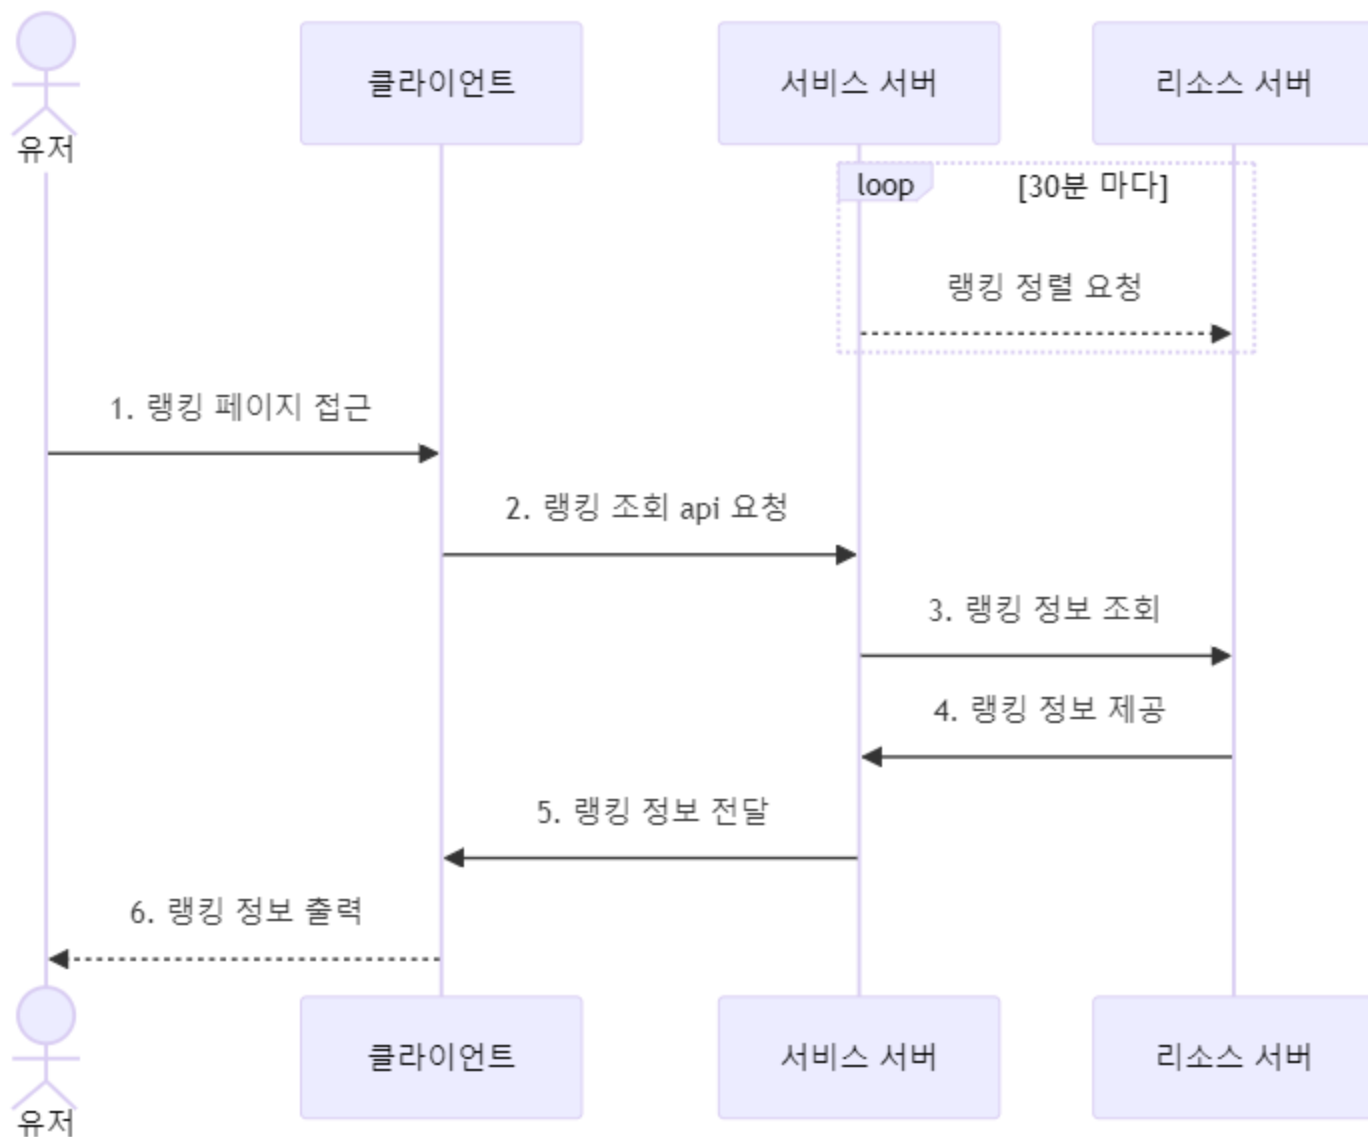 클라이언트
서비스 서버
리소스 서버
유저
loop
[30분 마다]
랭킹 정렬 요청
1. 랭킹 페이지 접근
2. 랭킹 조회 api 요청
3. 랭킹 정보 조회
4. 랭킹 정보 제공
5. 랭킹 정보 전달
6. 랭킹 정보 출력
클라이언트
서비스 서버
리소스 서버
유저